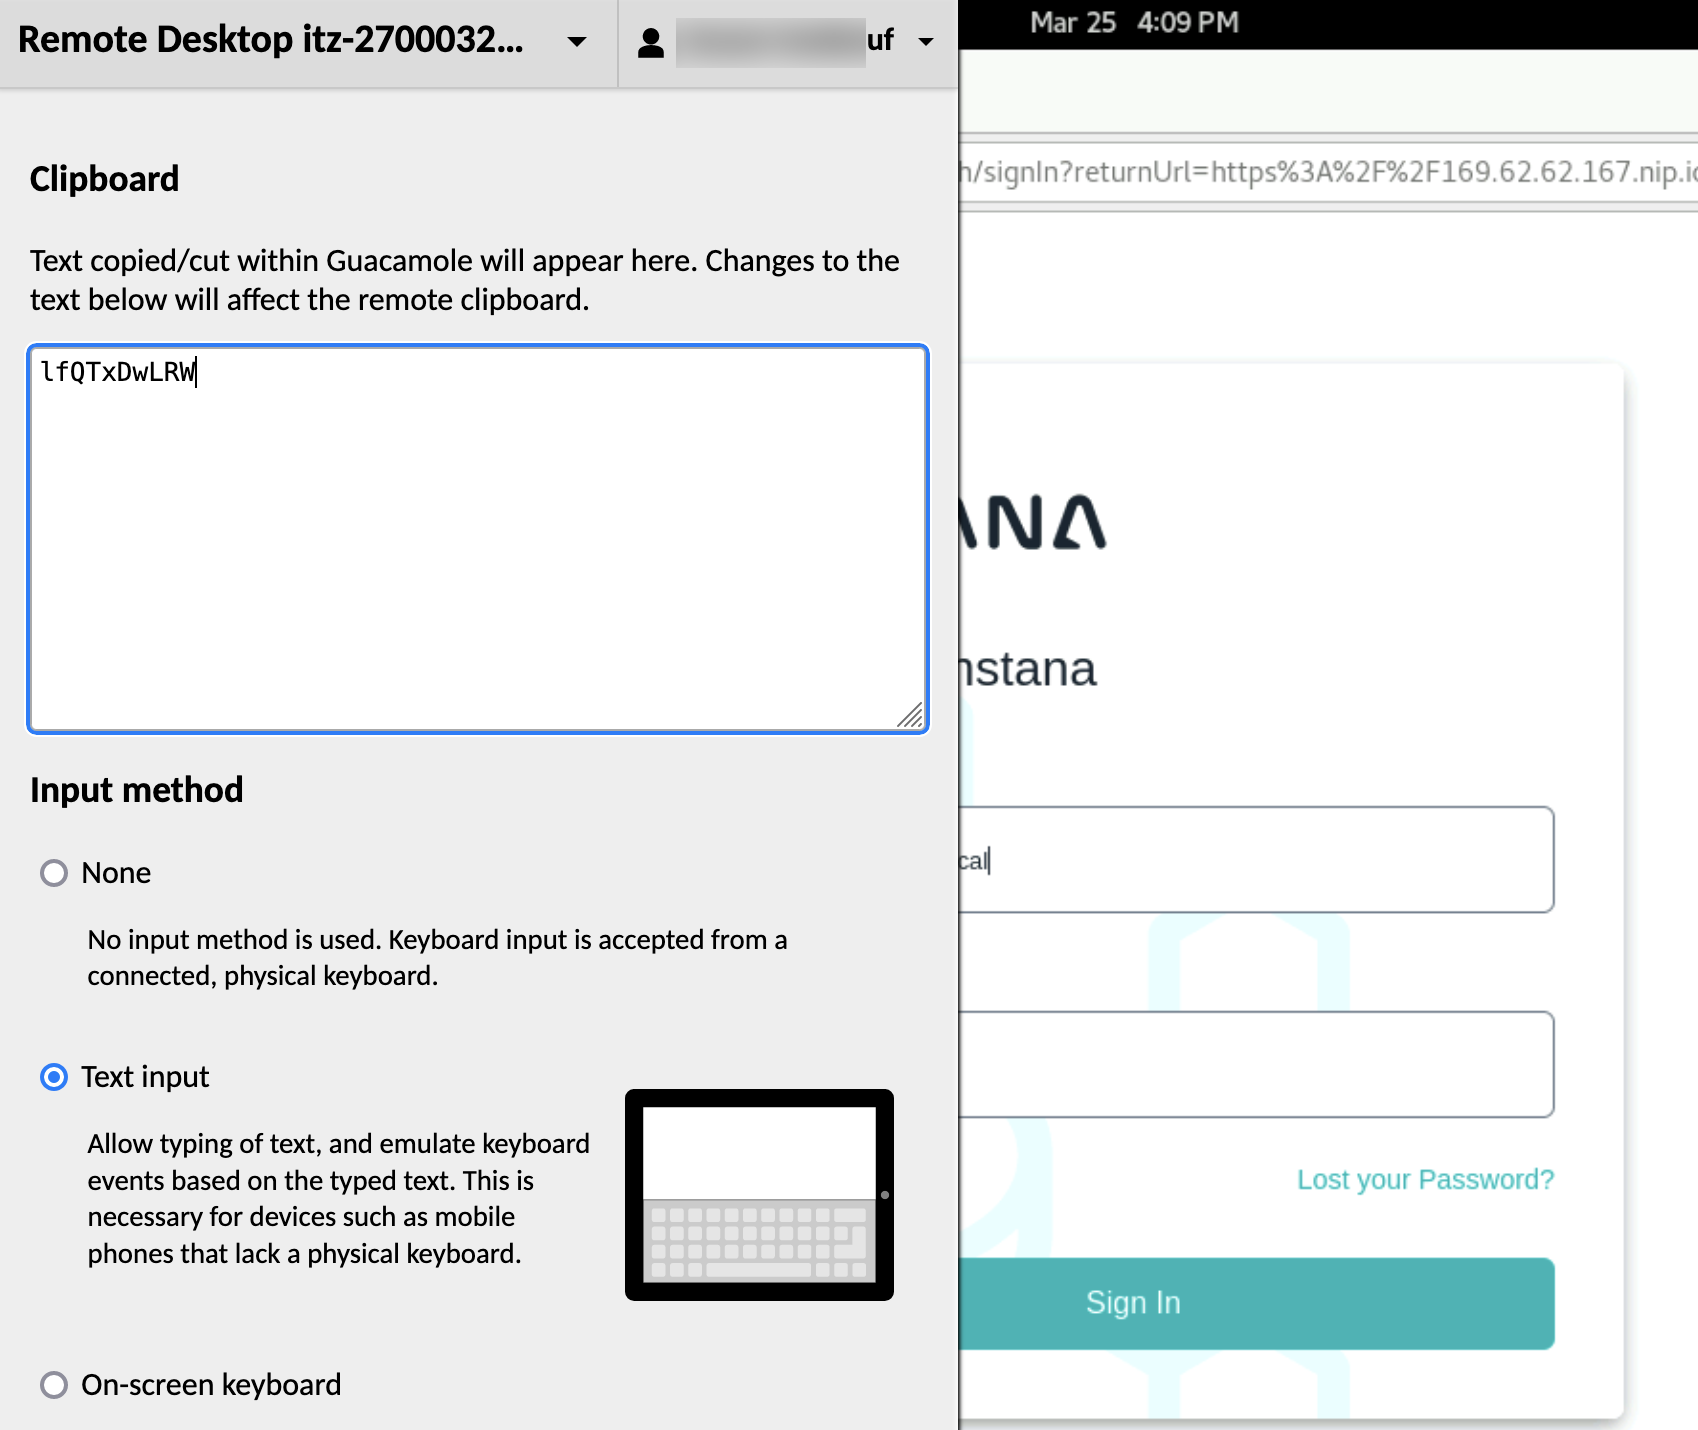 Remote Desktop itz-2700032...
uf
Clipboard
Text copied/cut within Guacamole will appear here. Changes to the
text below will affect the remote clipboard.
lfQTxDwLRW
Input method
None
No input method is used. Keyboard input is accepted from a
connected, physical keyboard.
Text input
Allow typing of text, and emulate keyboard
events based on the typed text. This is
necessary for devices such as mobile
phones that lack a physical keyboard.
On-screen keyboard
Mar 25 4:09 PM
h/signIn?returnUrl=https%3A%2F%2F169.62.62.167.nip.io
ANA
nstana
cal
Lost your Password?
Sign In